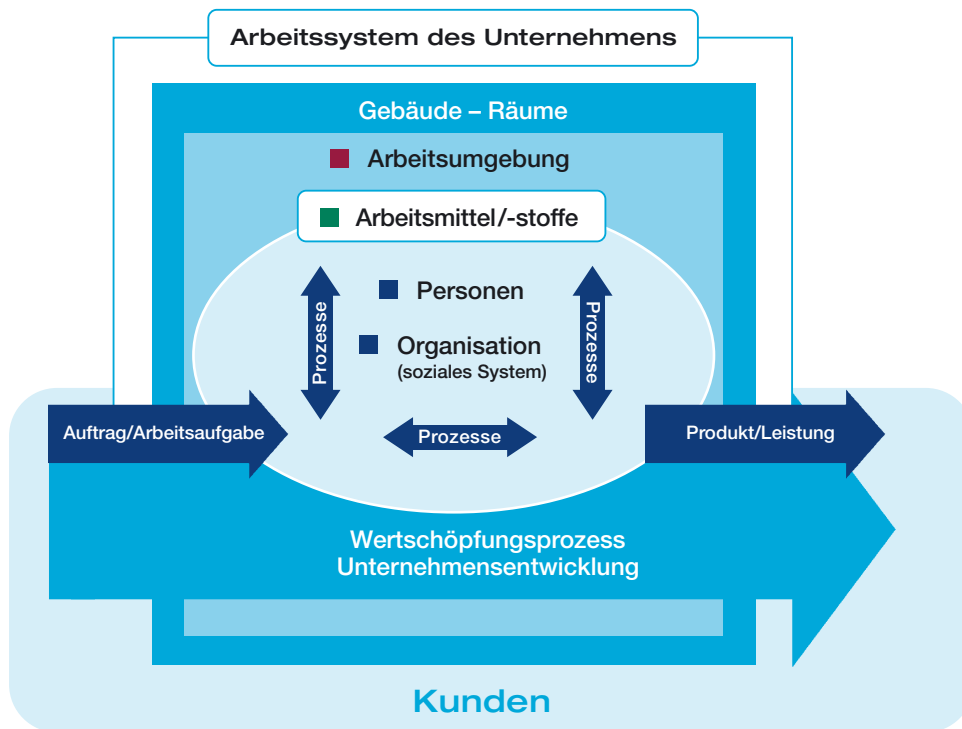 Arbeitssystem des Unternehmens
Gebäude – Räume
Arbeitsumgebung
Arbeitsmittel/-stoffe
Personen
Prozesse
Prozesse
Organisation
(soziales System)
Auftrag/Arbeitsaufgabe
Prozesse
Produkt/Leistung
Wertschöpfungsprozess
Unternehmensentwicklung
Kunden